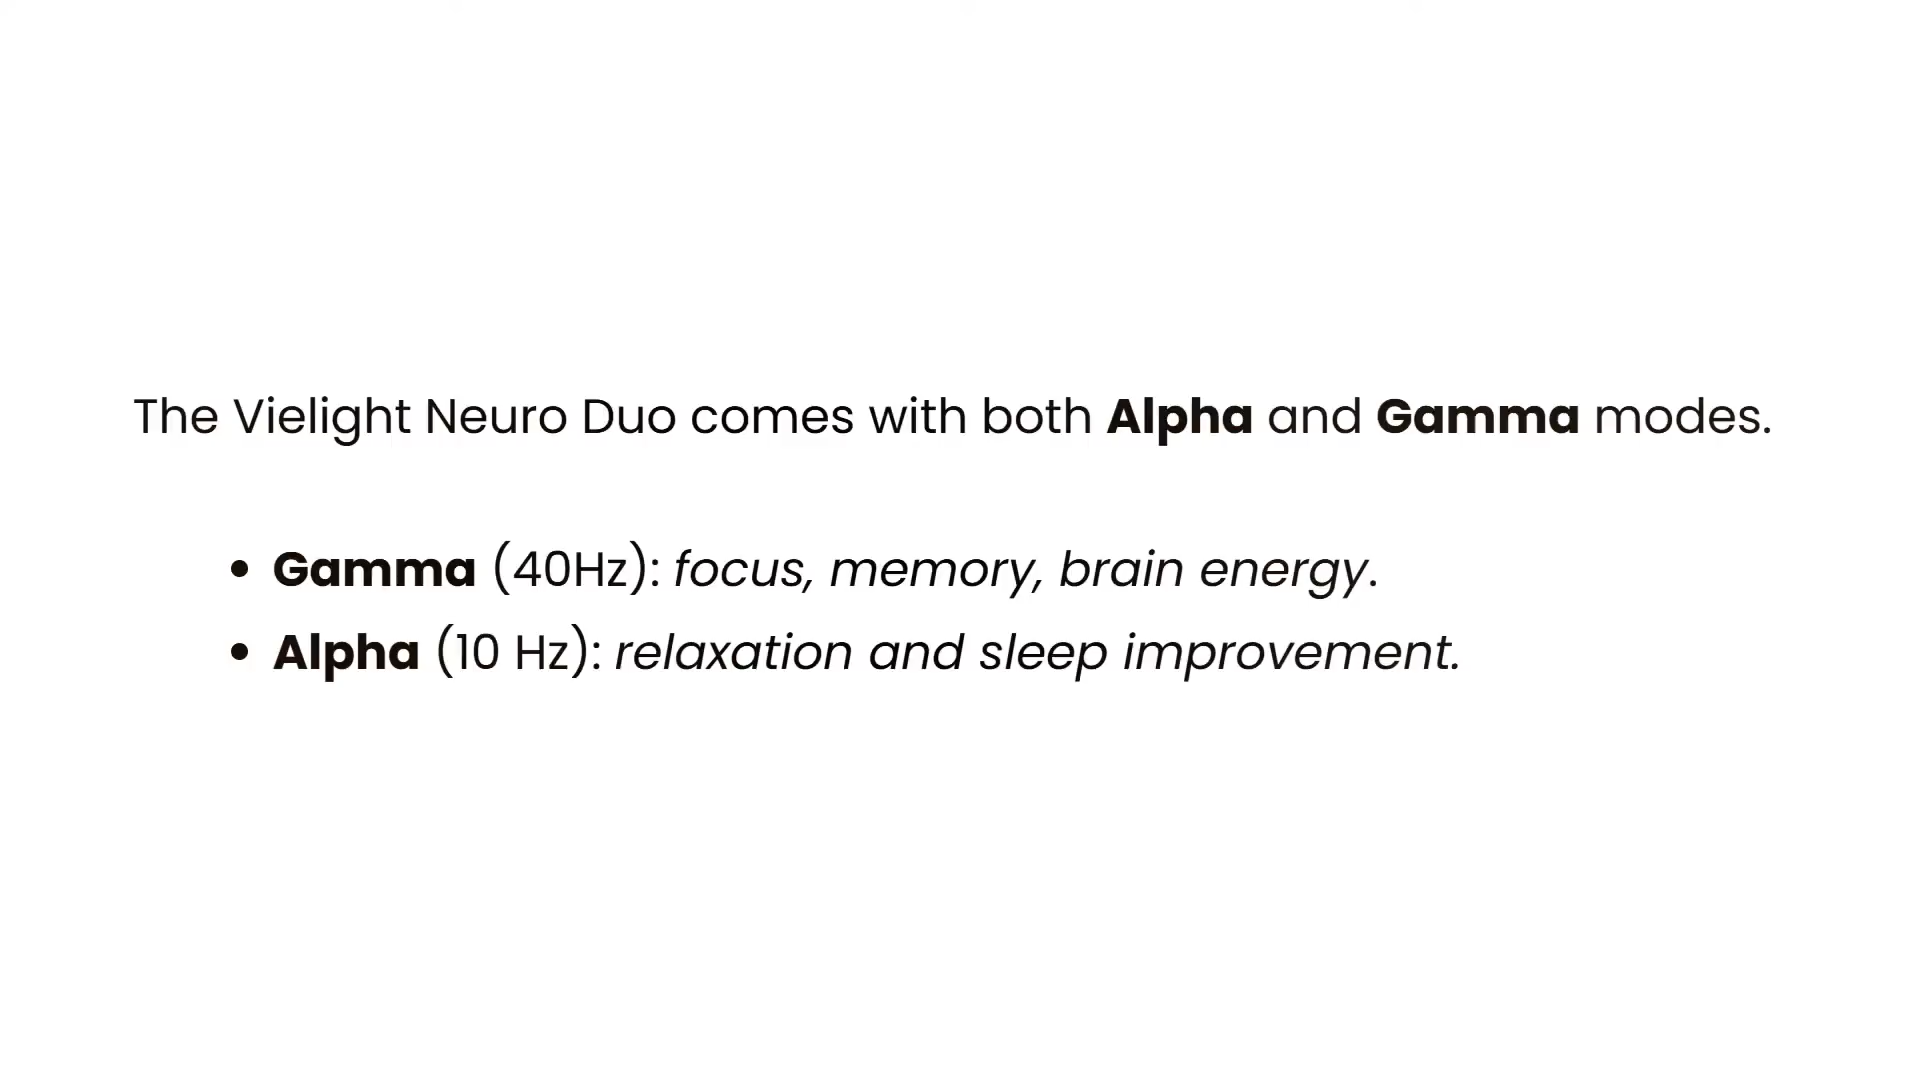 The Vielight Neuro Duo comes with both Alpha and Gamma modes.
• Gamma (40Hz): focus, memory, brain energy.
• Alpha (10 Hz): relaxation and sleep improvement.